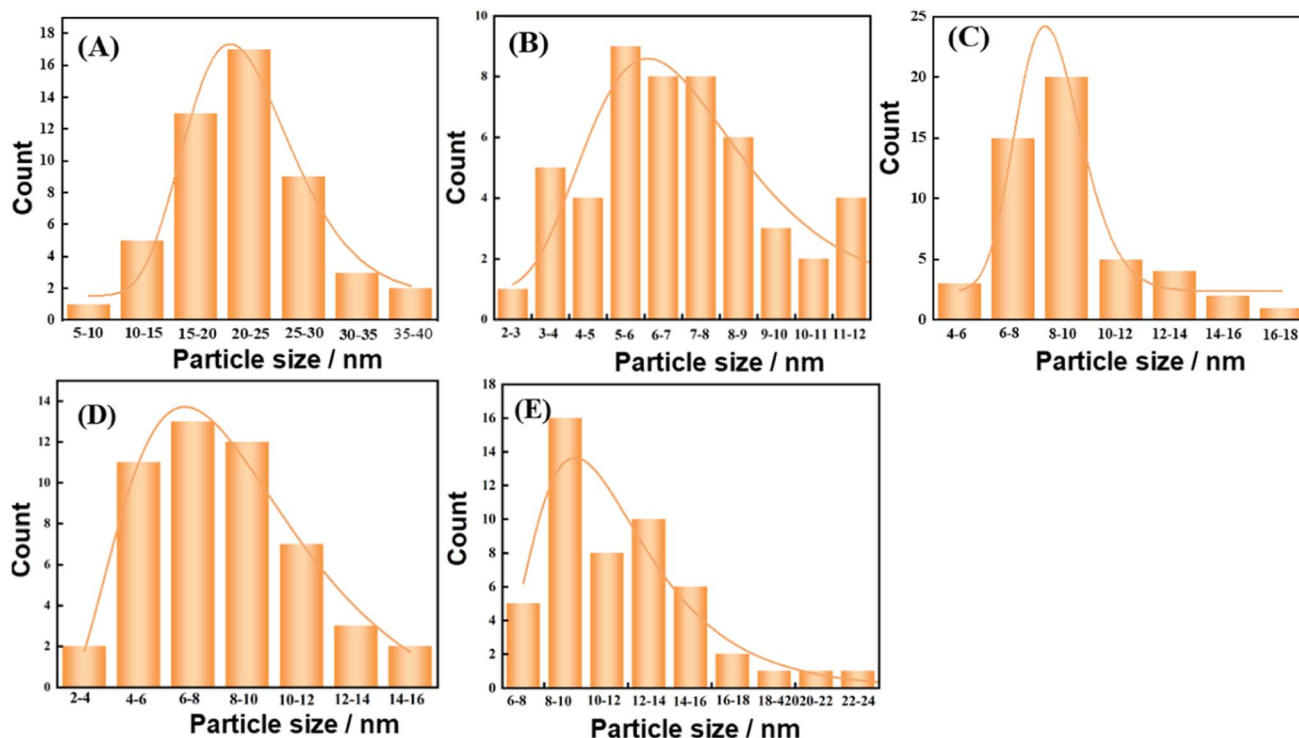 (A)
18
16
14
12
10
8
6
4
2
0
Count
5-10 10-15 15-20 20-25 25-30 30-35 35-40
Particle size / nm
(B)
10
8
6
4
2
0
Count
2-3 3-4 4-5 5-6 6-7 7-8 8-9 9-10 10-11 11-12
Particle size / nm
(C)
25
20
15
10
5
0
Count
4-6 6-8 8-10 10-12 12-14 14-16 16-18
Particle size / nm
(D)
14
12
10
8
6
4
2
0
Count
2-4 4-6 6-8 8-10 10-12 12-14 14-16
Particle size / nm
(E)
18
16
14
12
10
8
6
4
2
0
Count
6-8 8-10 10-12 12-14 14-16 16-18 18-420 20-22 22-24
Particle size / nm